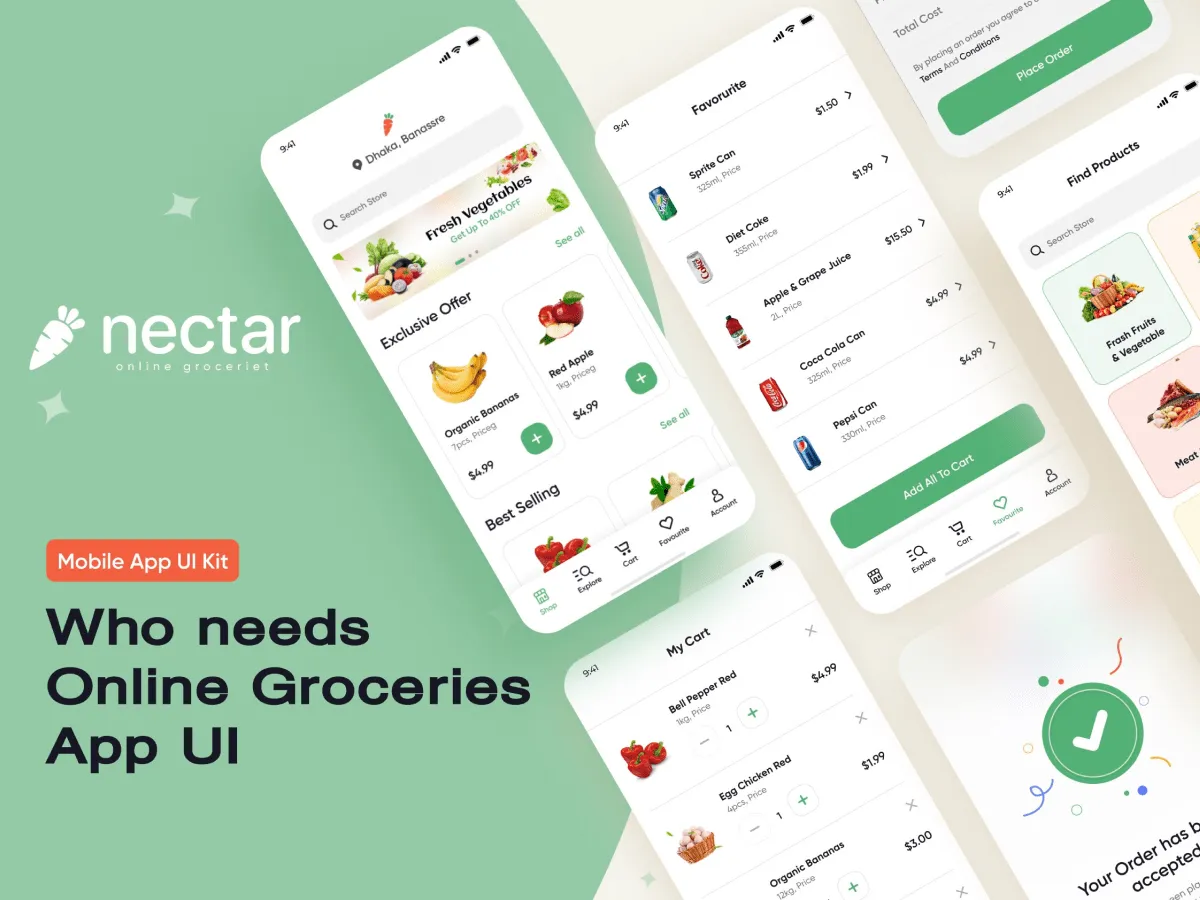 nectar
online groceriet
Mobile App UI Kit
Who needs
Online Groceries
App UI
9:41
Dhaka, Banassre
Search Store
Fresh Vegetables
Get Up To 40% OFF
Exclusive Offer
See all
Organic Bananas
7pcs, Priceg
$4.99
Red Apple
1kg, Priceg
$4.99
Best Selling
See all
Shop
Explore
Cart
Favourite
Account
9:41
Favorurite
Sprite Can
325ml, Price
$1.50
Diet Coke
355ml, Price
$1.99
Apple & Grape Juice
2L, Price
$15.50
Coca Cola Can
325ml, Price
$4.99
Pepsi Can
330ml, Price
$4.99
Add All To Cart
Shop
Explore
Cart
Favourite
Account
Total Cost
By placing an order you agree to
Terms And Conditions
Place Order
9:41
Find Products
Search Store
Frash Fruits
& Vegetable
Meat
9:41
My Cart
Bell Pepper Red
1kg, Price
1
$4.99
Egg Chicken Red
4pcs, Price
1
$1.99
Organic Bananas
12kg, Price
$3.00
Your Order has
accepted